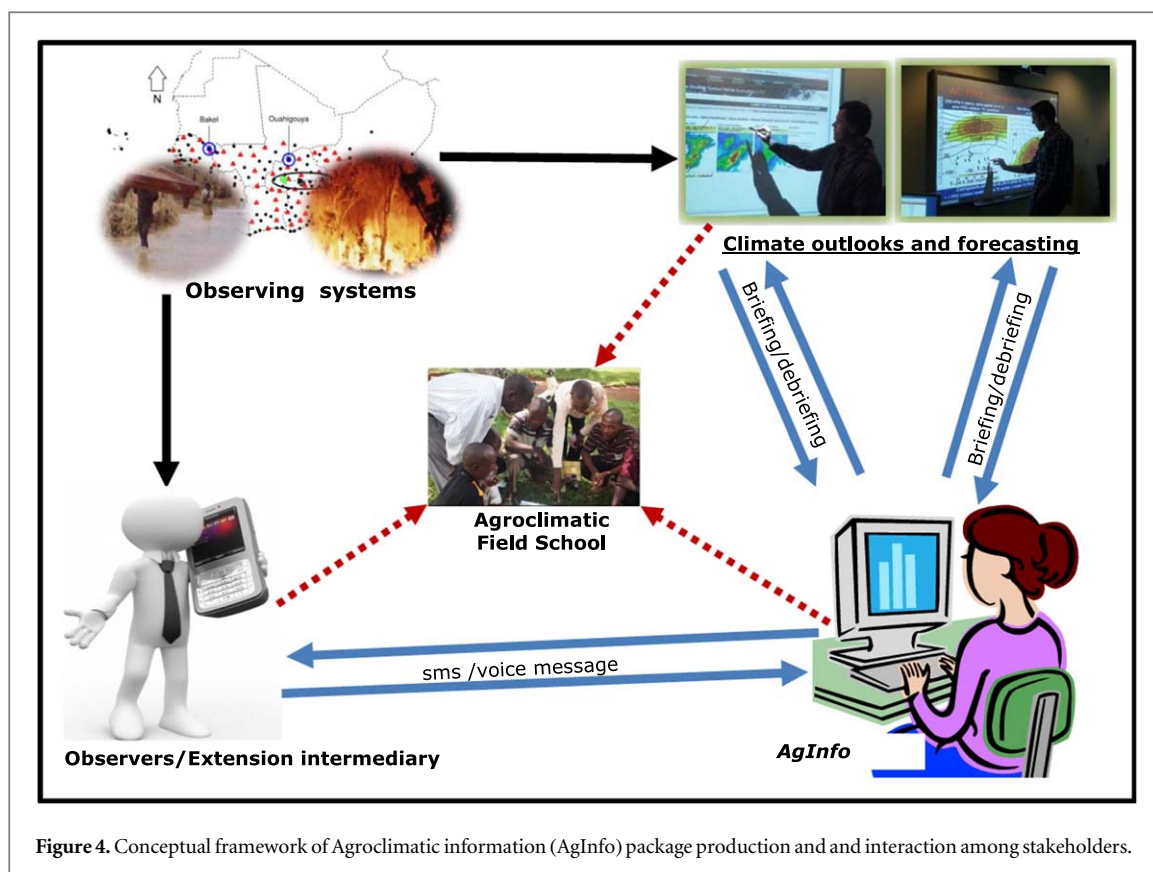 N
Bakel
Ouahigouya
Observing systems
Climate outlooks and forecasting
Briefing/debriefing
Briefing/debriefing
Agroclimatic
Field School
sms /voice message
Observers/Extension intermediary
AgInfo
Figure 4. Conceptual framework of Agroclimatic information (AgInfo) package production and and interaction among stakeholders.